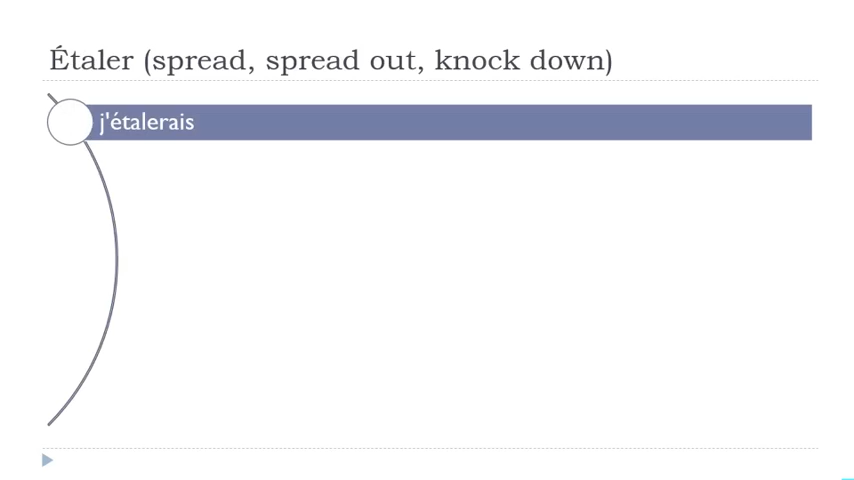 Étaler (spread, spread out, knock down)
j'étalerais